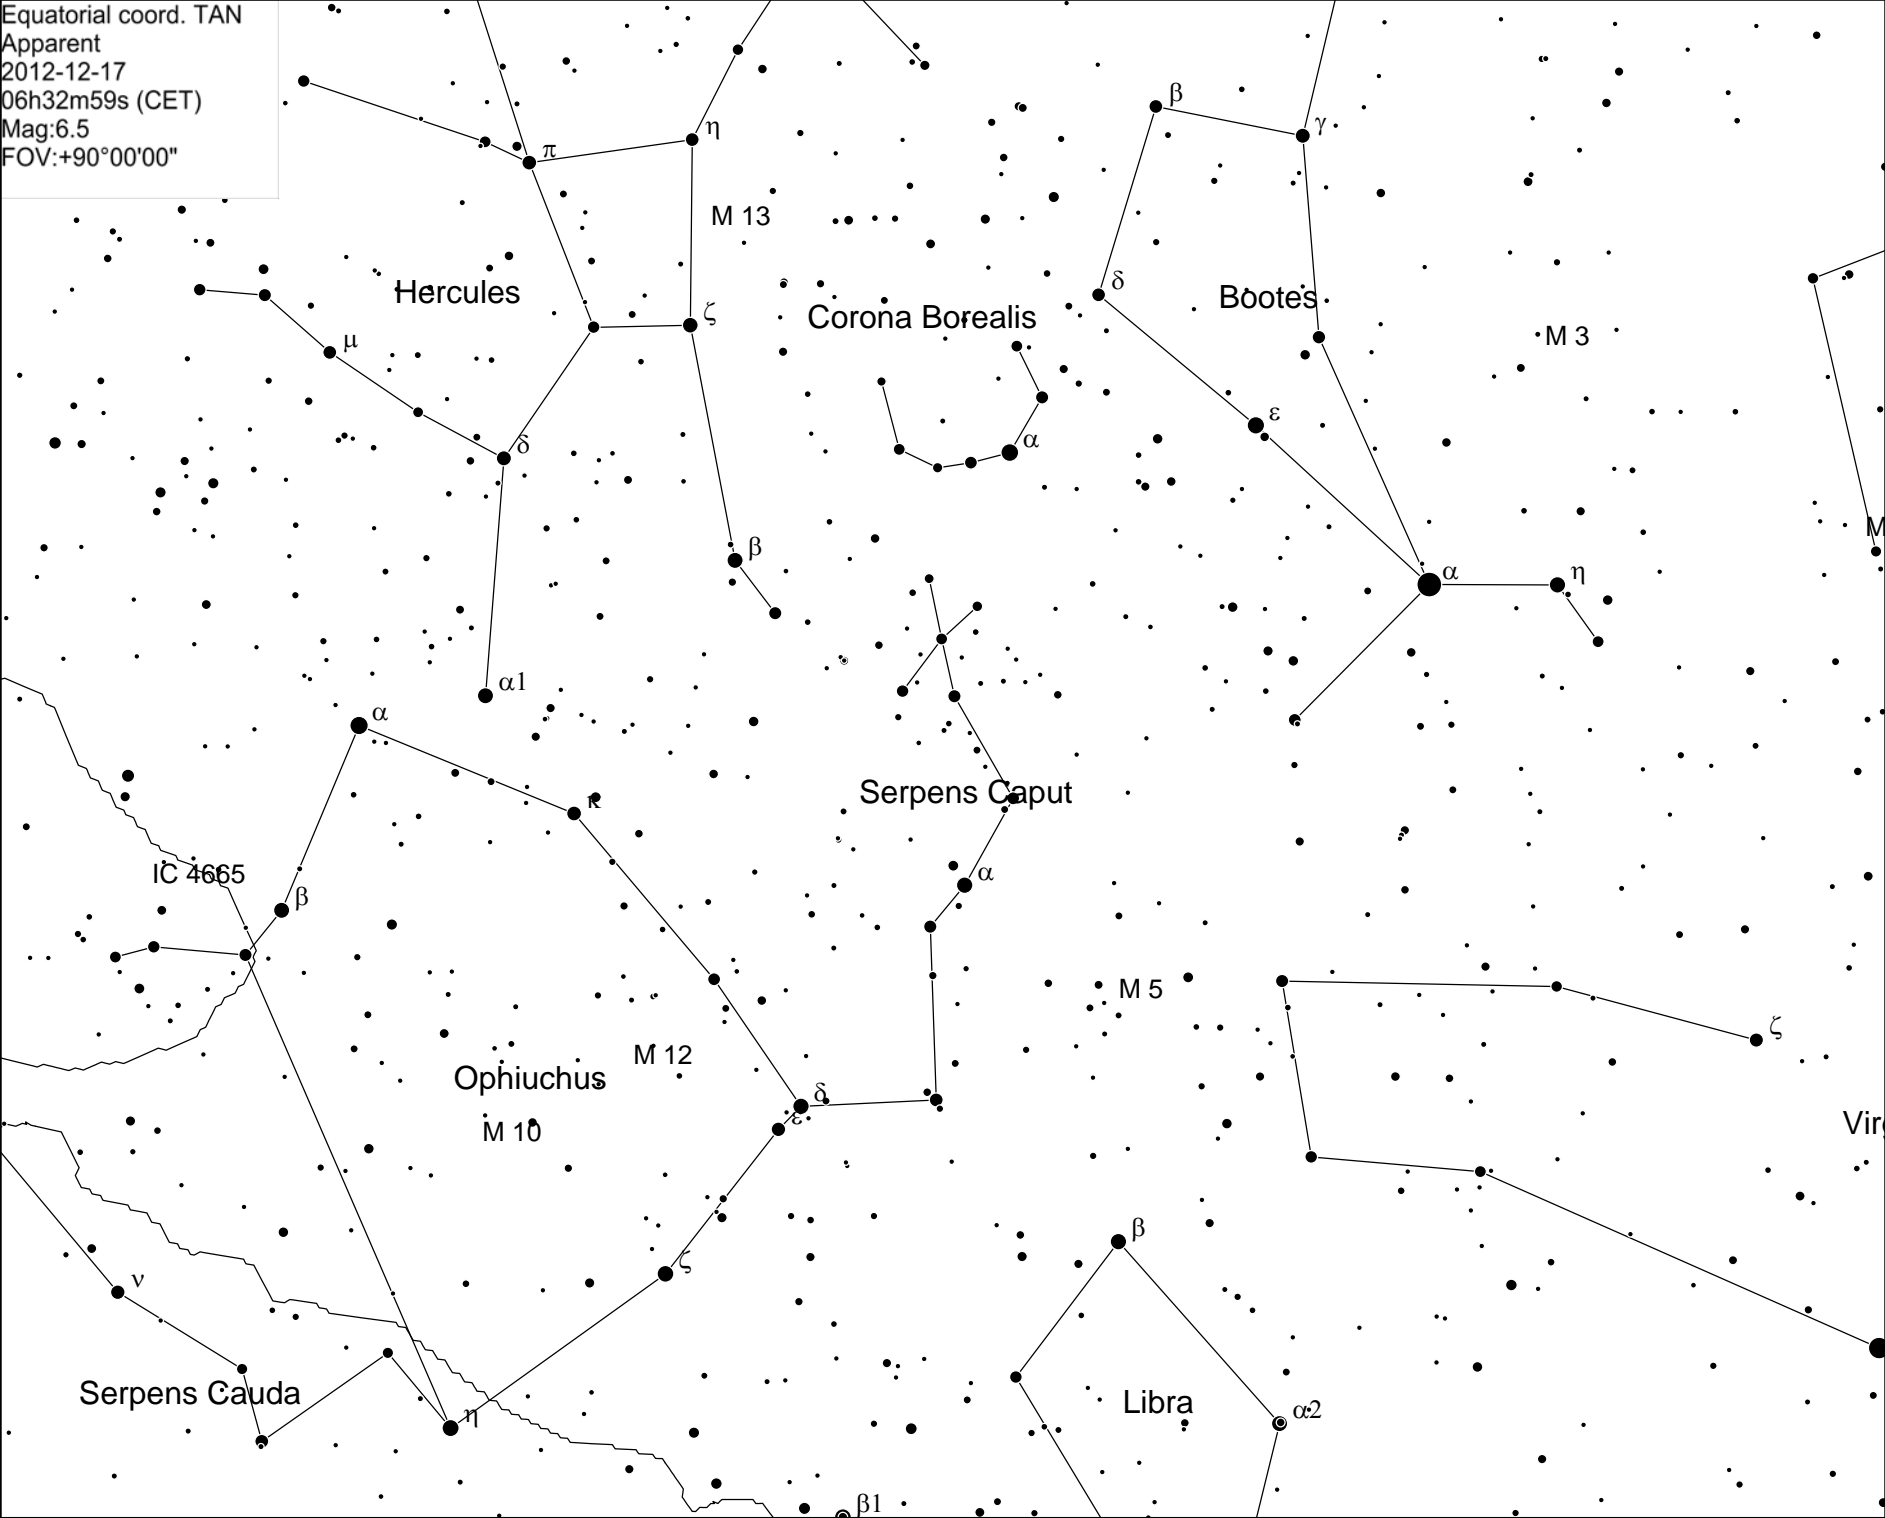 Equatorial coord. TAN
Apparent
2012-12-17
06h32m59s (CET)
Mag:6.5
FOV:+90°00'00"
β
γ
η
π
M 13
δ
Hercules
Bootes
ζ
Corona Borealis
M 3
μ
ε
α
δ
M
β
α
η
α1
α
Serpens Caput
κ
IC 4665
α
β
M 5
ζ
M 12
Ophiuchus
δ
ε
M 10
Vir
β
ζ
ν
Serpens Cauda
Libra
α2
η
β1